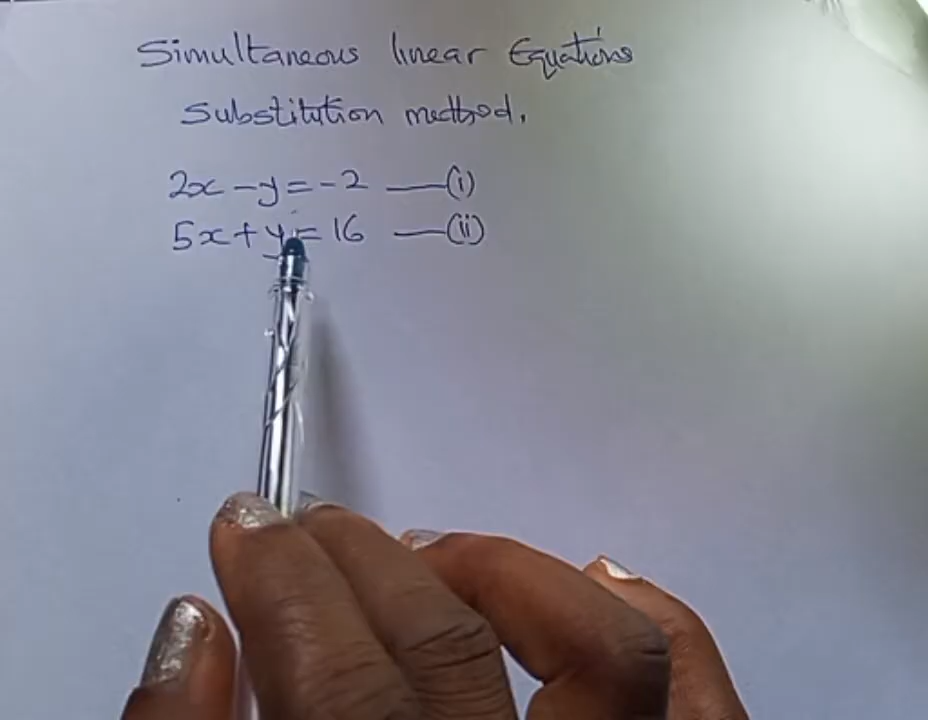 Simultaneous linear Equations
Substitution method.
2x - y = -2 —(i)
5x + y = 16 —(ii)